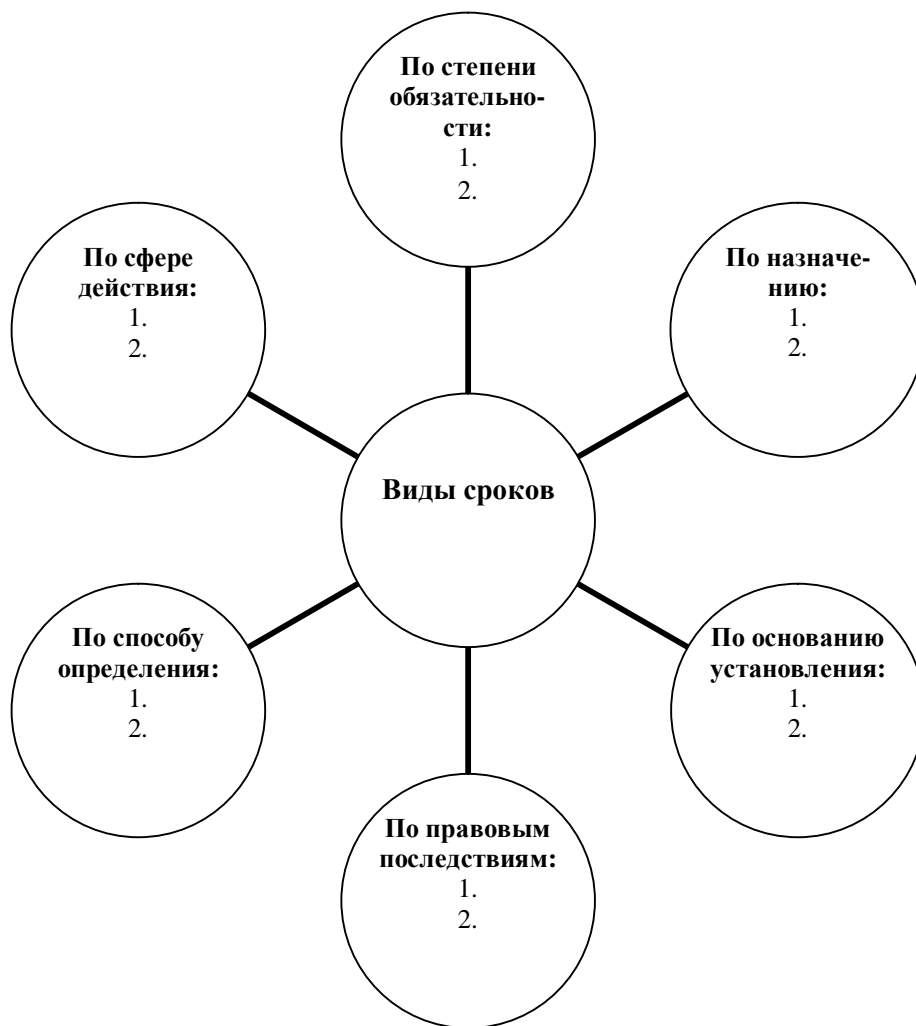 По степени
обязательно-
сти:
1.
2.
По сфере
действия:
1.
2.
По назначе-
нию:
1.
2.
Виды сроков
По способу
определения:
1.
2.
По основанию
установления:
1.
2.
По правовым
последствиям:
1.
2.